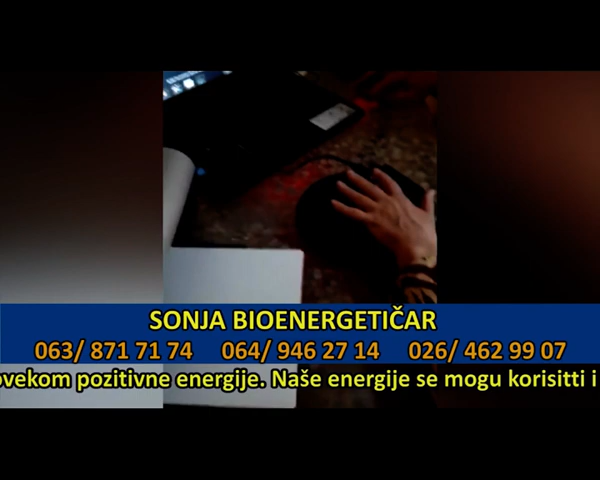 SONJA BIOENERGETIČAR
063/ 871 71 74 064/ 946 27 14 026/ 462 99 07
ovekom pozitivne energije. Naše energije se mogu korisitti i